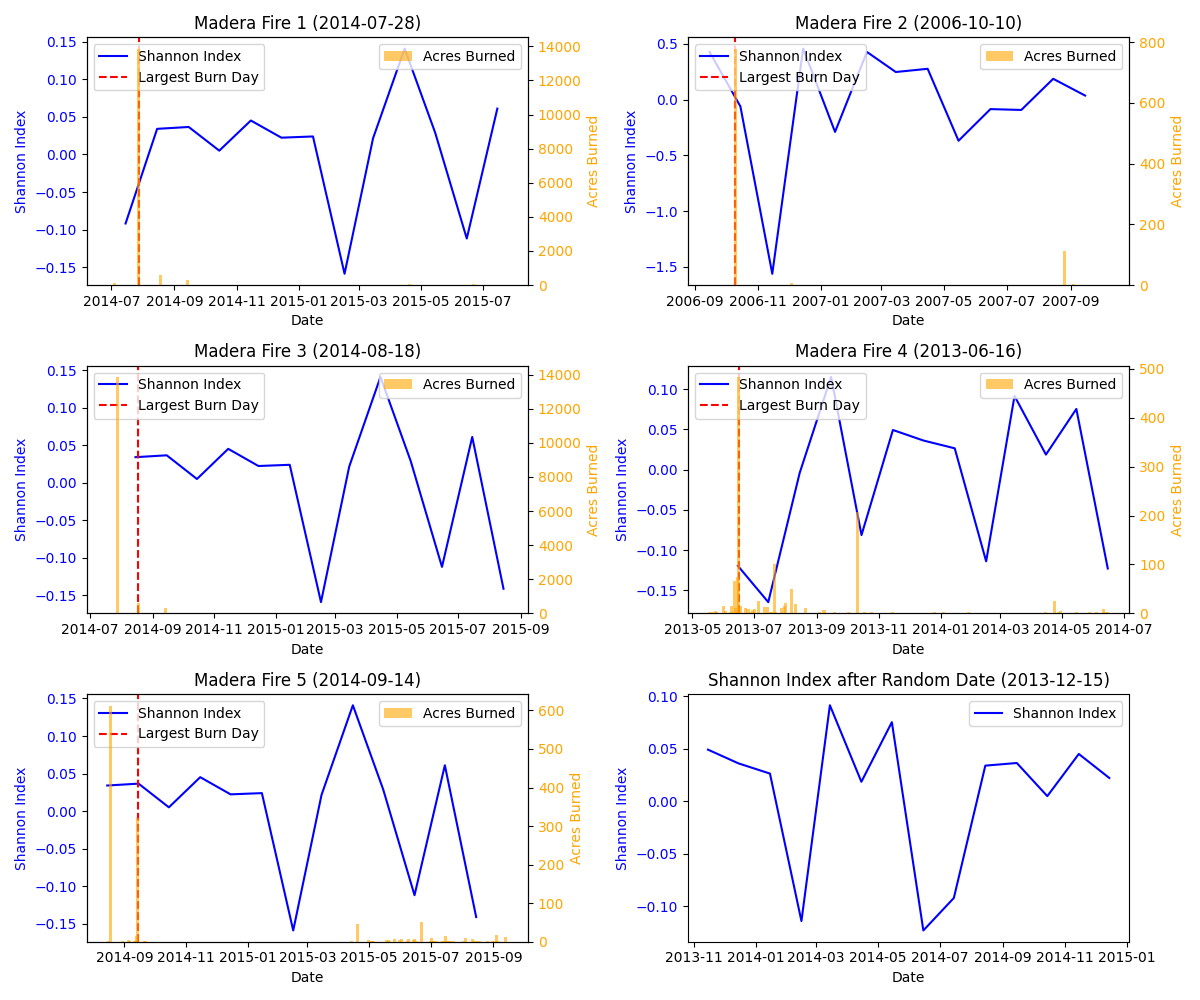 Madera Fire 1 (2014-07-28)
Shannon Index
Largest Burn Day
Acres Burned
0.15
0.10
0.05
0.00
−0.05
−0.10
−0.15
Shannon Index
14000
12000
10000
8000
6000
4000
2000
0
Acres Burned
2014-07 2014-09 2014-11 2015-01 2015-03 2015-05 2015-07
Date
Madera Fire 2 (2006-10-10)
Shannon Index
Largest Burn Day
Acres Burned
0.5
0.0
−0.5
−1.0
−1.5
Shannon Index
800
600
400
200
0
Acres Burned
2006-09 2006-11 2007-01 2007-03 2007-05 2007-07 2007-09
Date
Madera Fire 3 (2014-08-18)
Shannon Index
Largest Burn Day
Acres Burned
0.15
0.10
0.05
0.00
−0.05
−0.10
−0.15
Shannon Index
14000
12000
10000
8000
6000
4000
2000
0
Acres Burned
2014-07 2014-09 2014-11 2015-01 2015-03 2015-05 2015-07 2015-09
Date
Madera Fire 4 (2013-06-16)
Shannon Index
Largest Burn Day
Acres Burned
0.10
0.05
0.00
−0.05
−0.10
−0.15
Shannon Index
500
400
300
200
100
0
Acres Burned
2013-05 2013-07 2013-09 2013-11 2014-01 2014-03 2014-05 2014-07
Date
Madera Fire 5 (2014-09-14)
Shannon Index
Largest Burn Day
Acres Burned
0.15
0.10
0.05
0.00
−0.05
−0.10
−0.15
Shannon Index
600
500
400
300
200
100
0
Acres Burned
2014-09 2014-11 2015-01 2015-03 2015-05 2015-07 2015-09
Date
Shannon Index after Random Date (2013-12-15)
Shannon Index
0.10
0.05
0.00
−0.05
−0.10
Shannon Index
2013-11 2014-01 2014-03 2014-05 2014-07 2014-09 2014-11 2015-01
Date